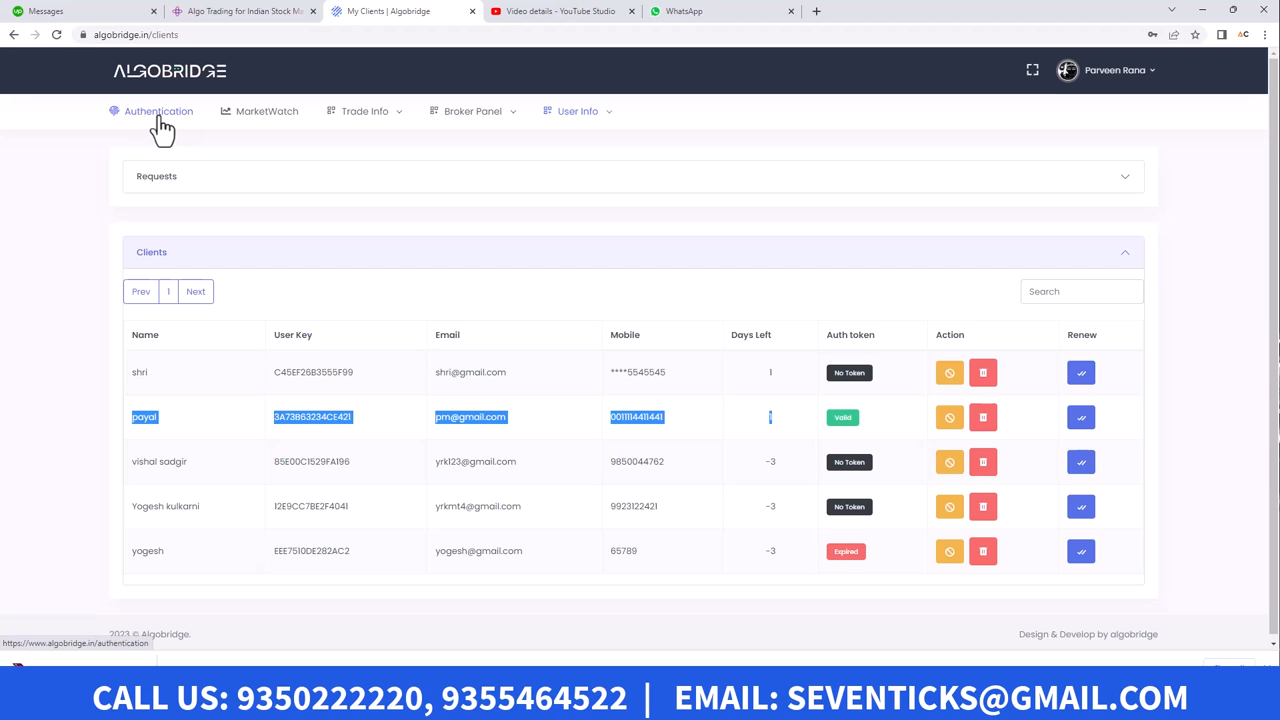 Messages
Algo Trading for Indian Stock Ma
My Clients | Algobridge
Video details - YouTube Studio
WhatsApp
algobridge.in/clients
ALGOBRIDGE
Parveen Rana
Authentication MarketWatch Trade Info Broker Panel User Info
Requests
Clients
Prev 1 Next Search
Name User Key Email Mobile Days Left Auth token Action Renew
shri C45EF26B3555F99 shri@gmail.com ****5545545 1 No Token
payal 3A73B63234CE421 pm@gmail.com 0011114411441 1 Valid
vishal sadgir 85E00C1529FA196 yrk123@gmail.com 9850044762 -3 No Token
Yogesh kulkarni 12E9CC7BE2F4041 yrkmt4@gmail.com 9923122421 -3 No Token
yogesh EEE7510DE282AC2 yogesh@gmail.com 65789 -3 Expired
2023 © Algobridge. Design & Develop by algobridge
https://www.algobridge.in/authentication
CALL US: 9350222220, 9355464522 | EMAIL: SEVENTICKS@GMAIL.COM